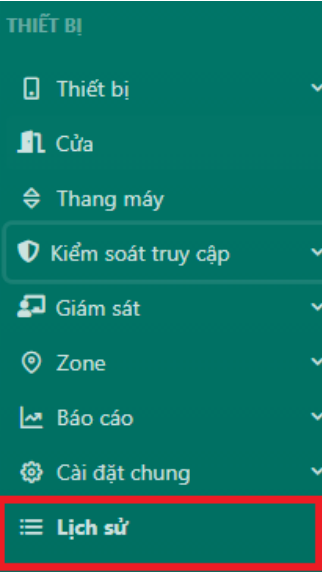 THIẾT BỊ
Thiết bị
Cửa
Thang máy
Kiểm soát truy cập
Giám sát
Zone
Báo cáo
Cài đặt chung
Lịch sử